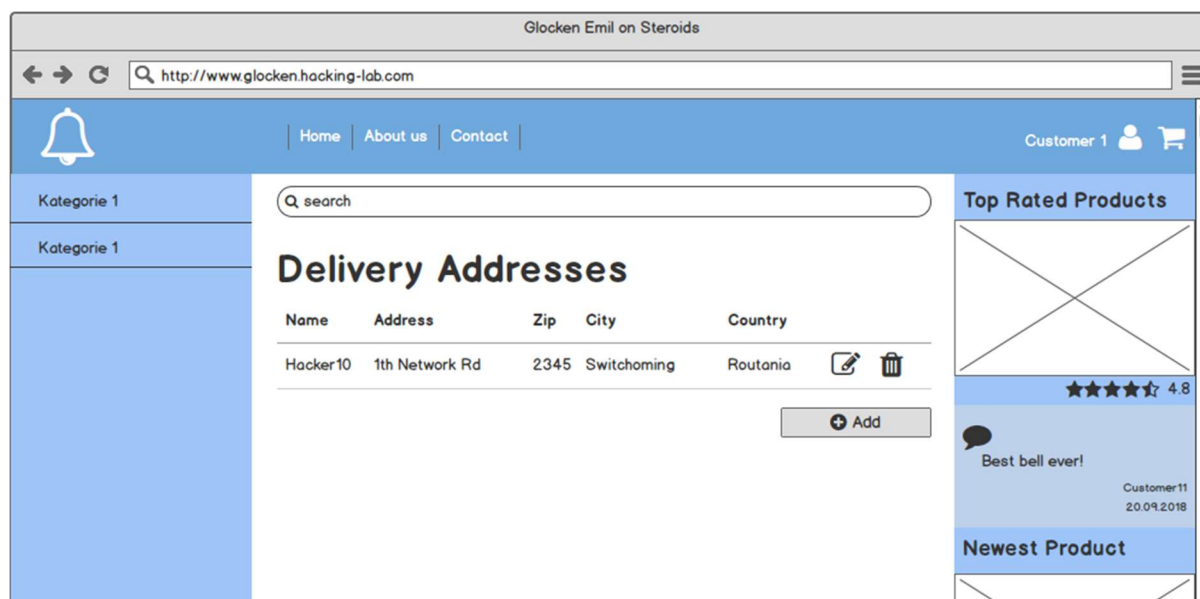 Glocken Emil on Steroids
http://www.glocken.hacking-lab.com
Home About us Contact
Customer 1
Kategorie 1
Kategorie 1
search
Delivery Addresses
Name Address Zip City Country
Hacker10 1th Network Rd 2345 Switchoming Routania
Add
Top Rated Products
4.8
Best bell ever!
Customer11
20.09.2018
Newest Product